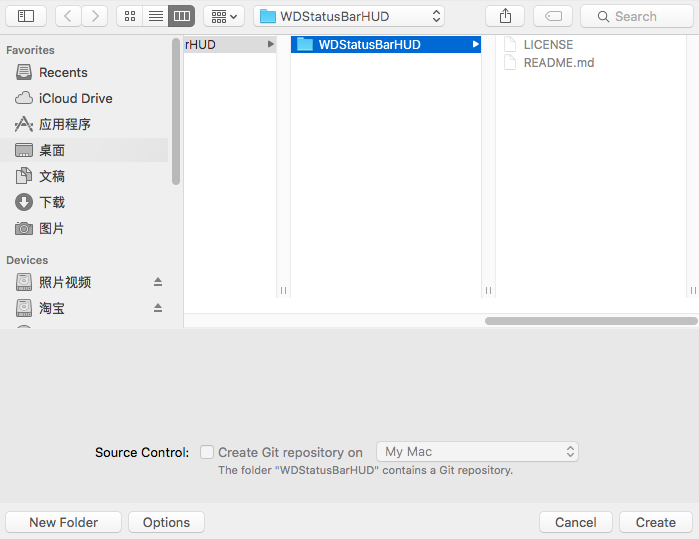 WDStatusBarHUD
Search
Favorites
Recents
iCloud Drive
应用程序
桌面
文稿
下载
图片
Devices
照片视频
淘宝
rHUD
WDStatusBarHUD
LICENSE
README.md
Source Control:
Create Git repository on
My Mac
The folder "WDStatusBarHUD" contains a Git repository.
New Folder
Options
Cancel
Create